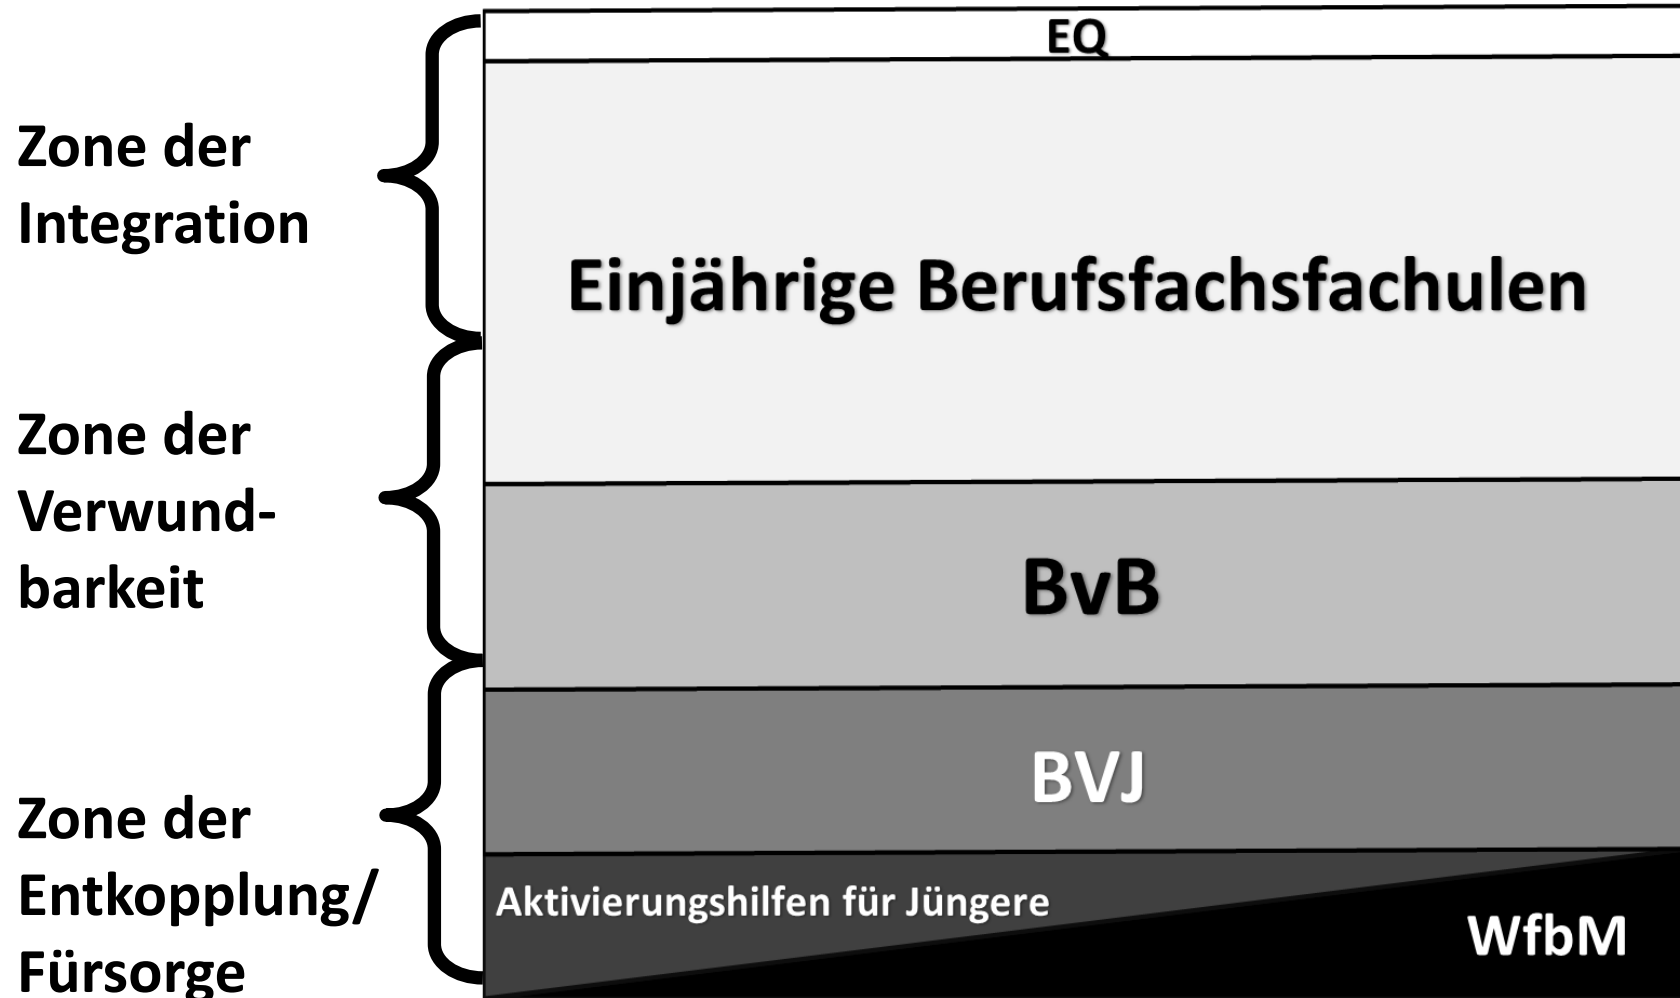 EQ
Zone der
Integration
Einjährige Berufsfachsfachulen
Zone der
Verwund-
barkeit
BvB
BVJ
Zone der
Entkopplung/
Fürsorge
Aktivierungshilfen für Jüngere
WfbM